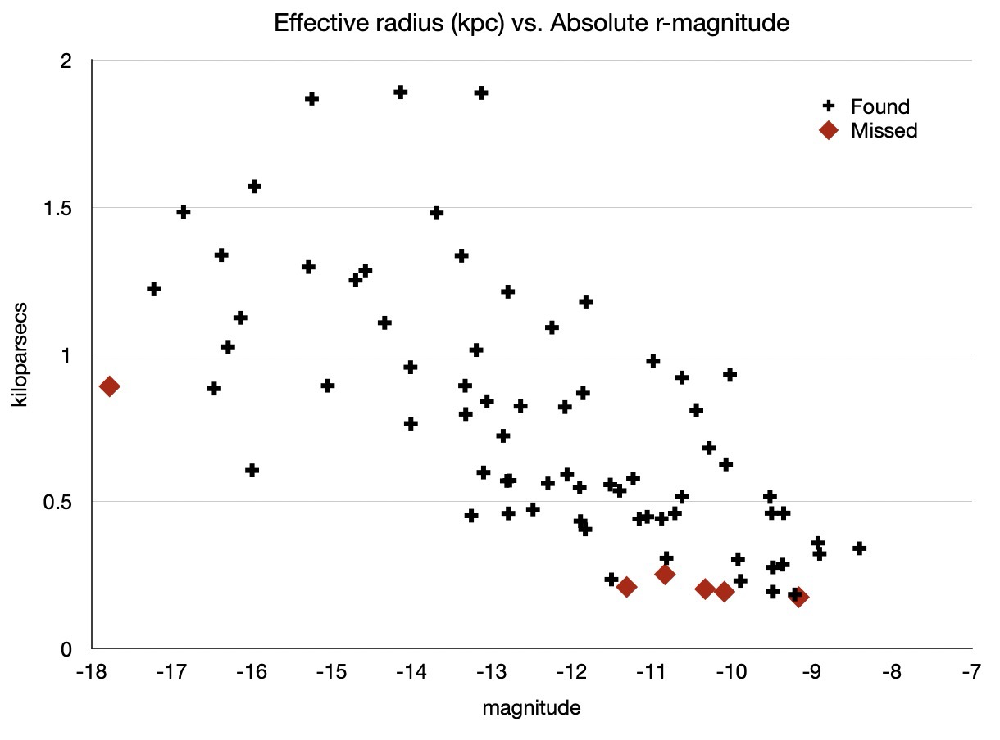 Effective radius (kpc) vs. Absolute r-magnitude
2
Found
Missed
1.5
1
kiloparsecs
0.5
0
-18 -17 -16 -15 -14 -13 -12 -11 -10 -9 -8 -7
magnitude